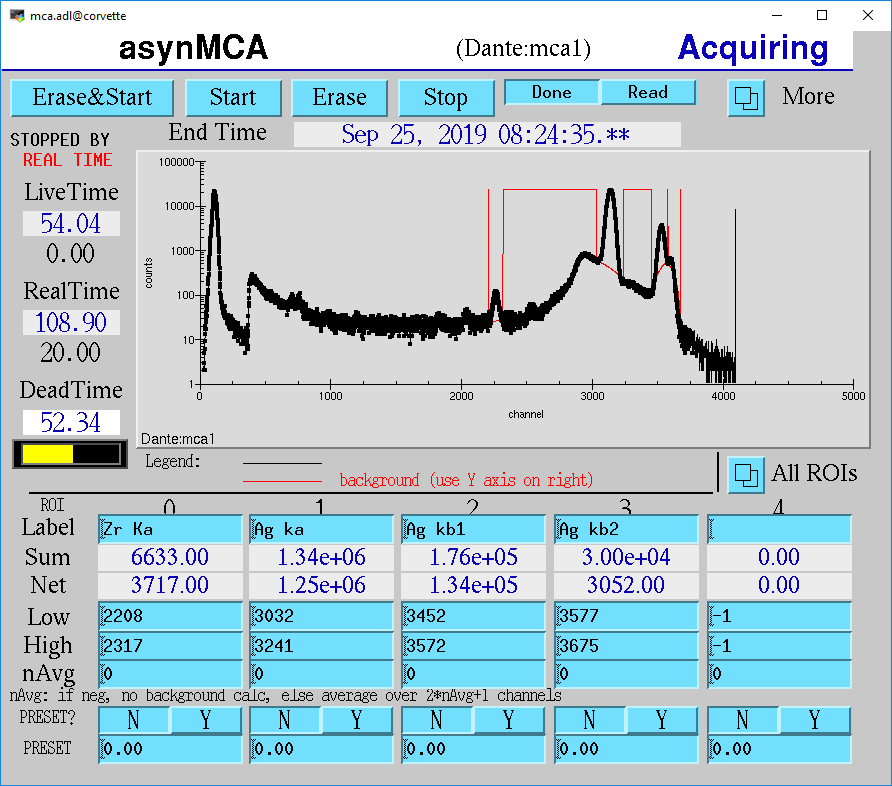 mca.adl@corvette
asynMCA (Dante:mca1) Acquiring
Erase&Start Start Erase Stop Done Read More
STOPPED BY End Time Sep 25, 2019 08:24:35.**
REAL TIME
LiveTime
54.04
0.00
RealTime
108.90
20.00
DeadTime
52.34
100000
10000
1000
100
10
1
counts
0 1000 2000 3000 4000 5000
channel
Dante:mca1
Legend:
background (use Y axis on right) All ROIs
ROI 0 1 2 3 4
Label Zr Ka Ag ka Ag kb1 Ag kb2
Sum 6633.00 1.34e+06 1.76e+05 3.00e+04 0.00
Net 3717.00 1.25e+06 1.34e+05 3052.00 0.00
Low 2208 3032 3452 3577 -1
High 2317 3241 3572 3675 -1
nAvg 0 0 0 0 0
nAvg: if neg, no background calc, else average over 2*nAvg+1 channels
PRESET? N Y N Y N Y N Y N Y
PRESET 0.00 0.00 0.00 0.00 0.00